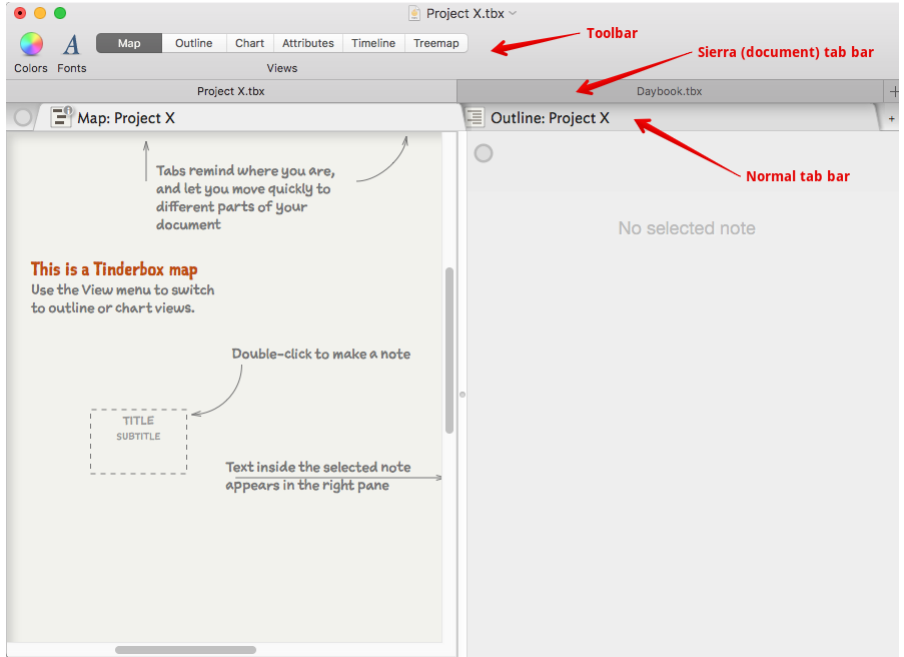 Project X.tbx
Toolbar
Map Outline Chart Attributes Timeline Treemap
Sierra (document) tab bar
Colors Fonts Views
Project X.tbx Daybook.tbx +
Map: Project X Outline: Project X +
Tabs remind where you are,
and let you move quickly to
different parts of your
document
Normal tab bar
No selected note
This is a Tinderbox map
Use the View menu to switch
to outline or chart views.
Double-click to make a note
TITLE
SUBTITLE
Text inside the selected note
appears in the right pane